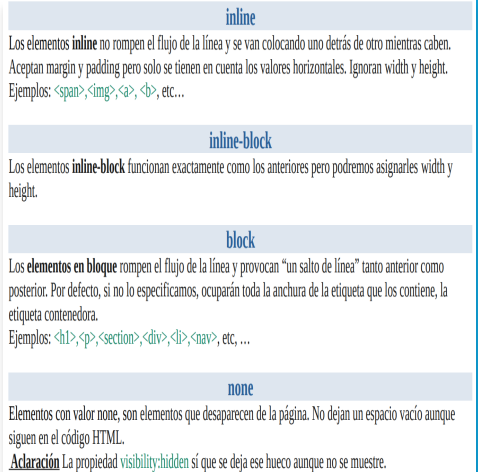 inline
Los elementos inline no rompen el flujo de la línea y se van colocando uno detrás de otro mientras caben.
Aceptan margin y padding pero solo se tienen en cuenta los valores horizontales. Ignoran width y height.
Ejemplos: <span>,<img>,<a>, <b>, etc…
inline-block
Los elementos inline-block funcionan exactamente como los anteriores pero podremos asignarles width y
height.
block
Los elementos en bloque rompen el flujo de la línea y provocan “un salto de línea” tanto anterior como
posterior. Por defecto, si no lo especificamos, ocuparán toda la anchura de la etiqueta que los contiene, la
etiqueta contenedora.
Ejemplos: <h1>,<p>,<section>,<div>,<li>,<nav>, etc, …
none
Elementos con valor none, son elementos que desaparecen de la página. No dejan un espacio vacío aunque
siguen en el código HTML.
Aclaración La propiedad visibility:hidden sí que se deja ese hueco aunque no se muestre.